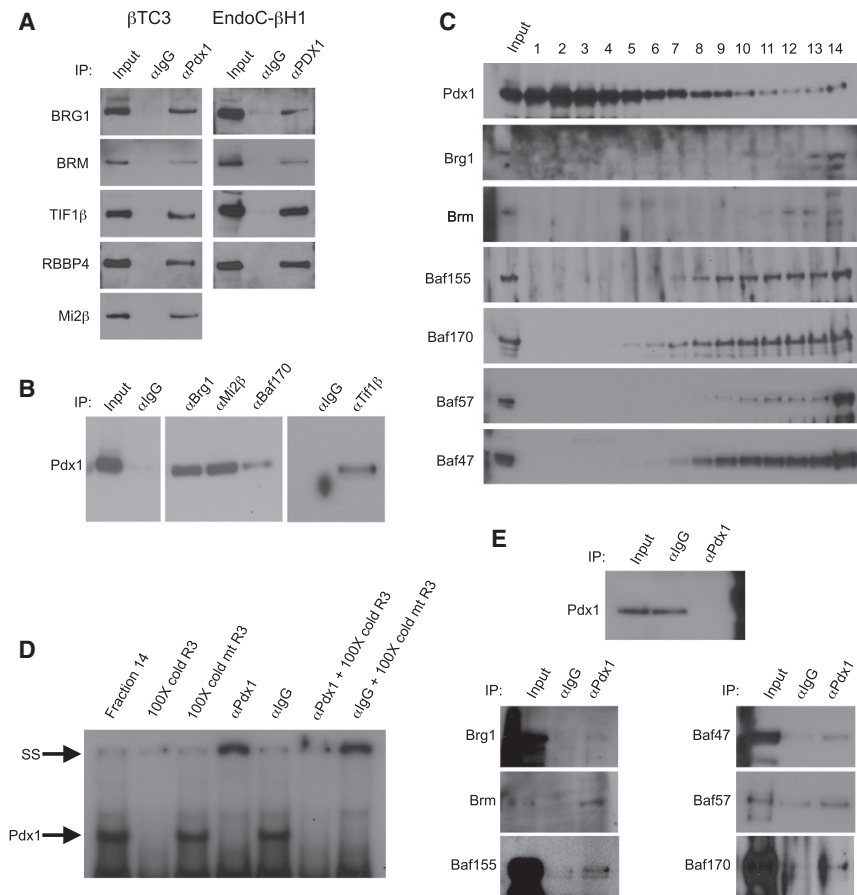 A
βTC3 EndoC-βH1
IP: Input αIgG αPdx1 Input αIgG αPDX1
BRG1
BRM
TIF1β
RBBP4
Mi2β
B
IP: Input αIgG αBrg1 αMi2β αBaf170 αIgG αTif1β
Pdx1
C
Input 1 2 3 4 5 6 7 8 9 10 11 12 13 14
Pdx1
Brg1
Brm
Baf155
Baf170
Baf57
Baf47
D
Fraction 14 100X cold R3 100X cold mt R3 αPdx1 αIgG αPdx1 + 100X cold R3 αIgG + 100X cold mt R3
SS
Pdx1
E
IP: Input αIgG αPdx1
Pdx1
IP: Input αIgG αPdx1
Brg1
Brm
Baf155
IP: Input αIgG αPdx1
Baf47
Baf57
Baf170